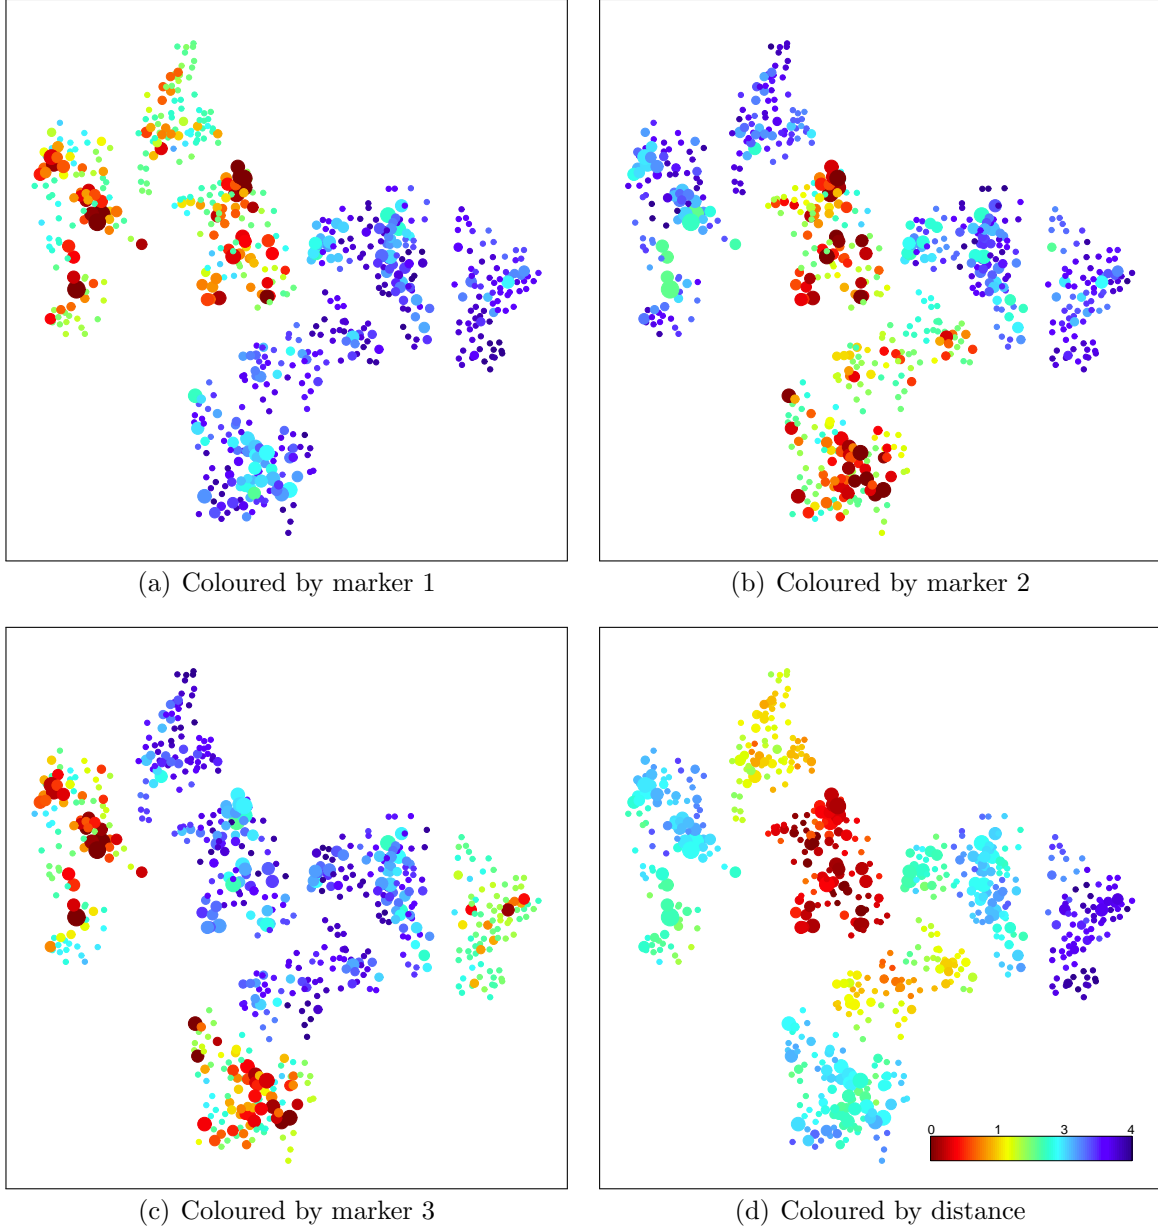 (a) Coloured by marker 1
(b) Coloured by marker 2
0 1 3 4
(c) Coloured by marker 3
(d) Coloured by distance